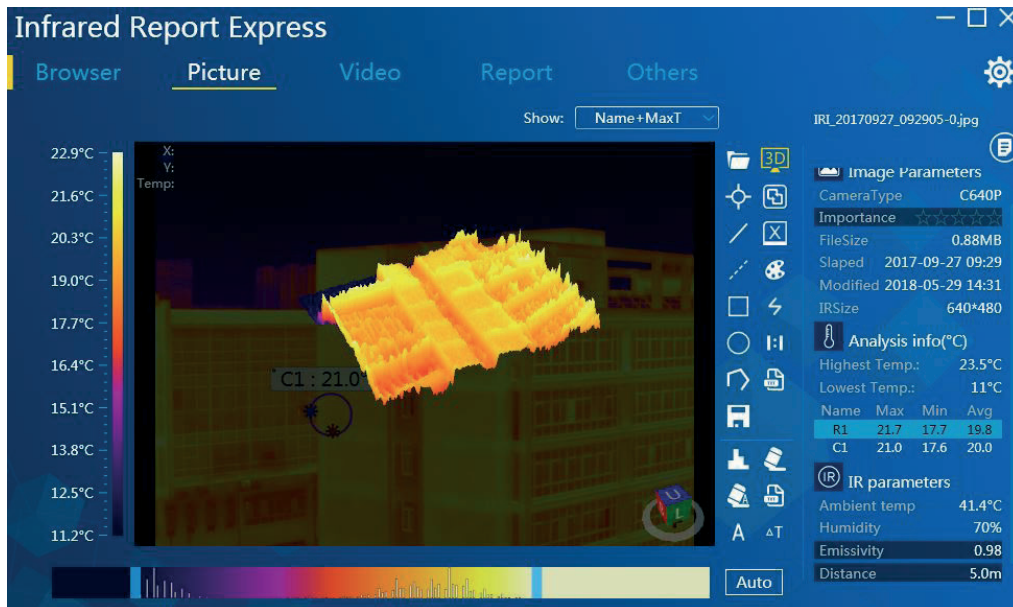 Infrared Report Express
Browser Picture Video Report Others
Show: Name+MaxT
IRI_20170927_092905-0.jpg
22.9°C
21.6°C
20.3°C
19.0°C
17.7°C
16.4°C
15.1°C
13.8°C
12.5°C
11.2°C
X:
Y:
Temp:
C1 : 21.0°
U
L
3D
X
1:1
A ΔT
Auto
Image Parameters
CameraType C640P
Importance
FileSize 0.88MB
Slaped 2017-09-27 09:29
Modified 2018-05-29 14:31
IRSize 640*480
Analysis info(°C)
Highest Temp.: 23.5°C
Lowest Temp.: 11°C
Name Max Min Avg
R1 21.7 17.7 19.8
C1 21.0 17.6 20.0
IR IR parameters
Ambient temp 41.4°C
Humidity 70%
Emissivity 0.98
Distance 5.0m